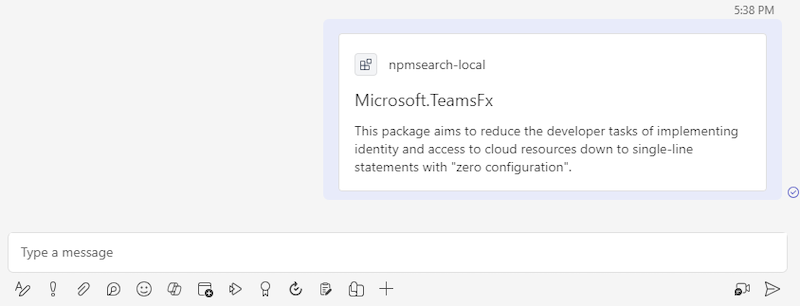 5:38 PM
npmsearch-local
Microsoft.TeamsFx
This package aims to reduce the developer tasks of implementing
identity and access to cloud resources down to single-line
statements with "zero configuration".
Type a message